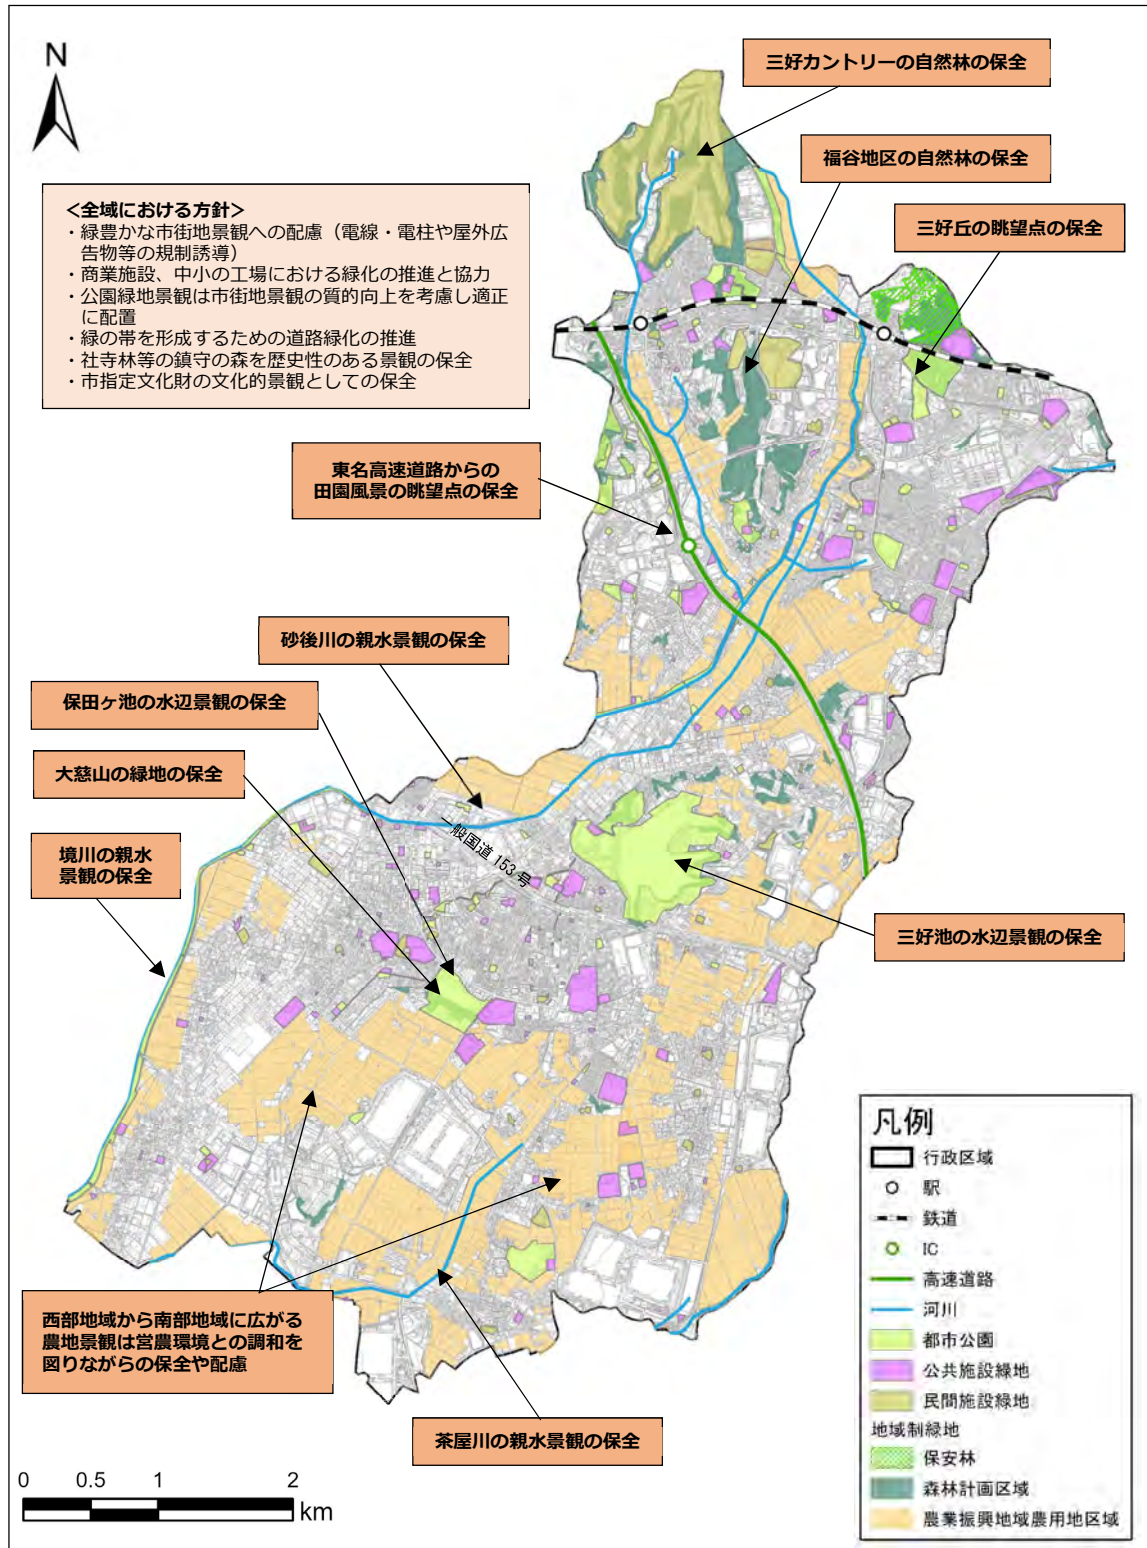 N
三好カントリーの自然林の保全
福谷地区の自然林の保全
三好丘の眺望点の保全
＜全域における方針＞
・緑豊かな市街地景観への配慮（電線・電柱や屋外広
告物等の規制誘導）
・商業施設、中小の工場における緑化の推進と協力
・公園緑地景観は市街地景観の質的向上を考慮し適正
に配置
・緑の帯を形成するための道路緑化の推進
・社寺林等の鎮守の森を歴史性のある景観の保全
・市指定文化財の文化的景観としての保全
東名高速道路からの
田園風景の眺望点の保全
砂後川の親水景観の保全
保田ヶ池の水辺景観の保全
大慈山の緑地の保全
境川の親水
景観の保全
一般国道153号
三好池の水辺景観の保全
西部地域から南部地域に広がる
農地景観は営農環境との調和を
図りながらの保全や配慮
茶屋川の親水景観の保全
凡例
行政区域
駅
鉄道
IC
高速道路
河川
都市公園
公共施設緑地
民間施設緑地
地域制緑地
保安林
森林計画区域
農業振興地域農用地区域
0 0.5 1 2
km